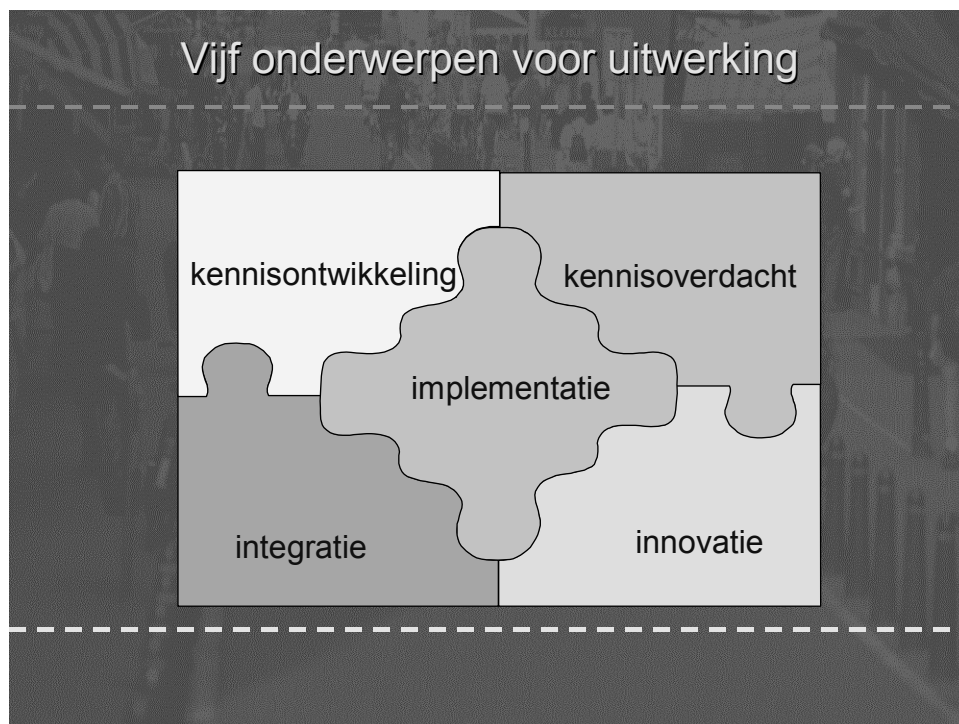 Vijf onderwerpen voor uitwerking
kennisontwikkeling
kennisoverdacht
implementatie
integratie
innovatie